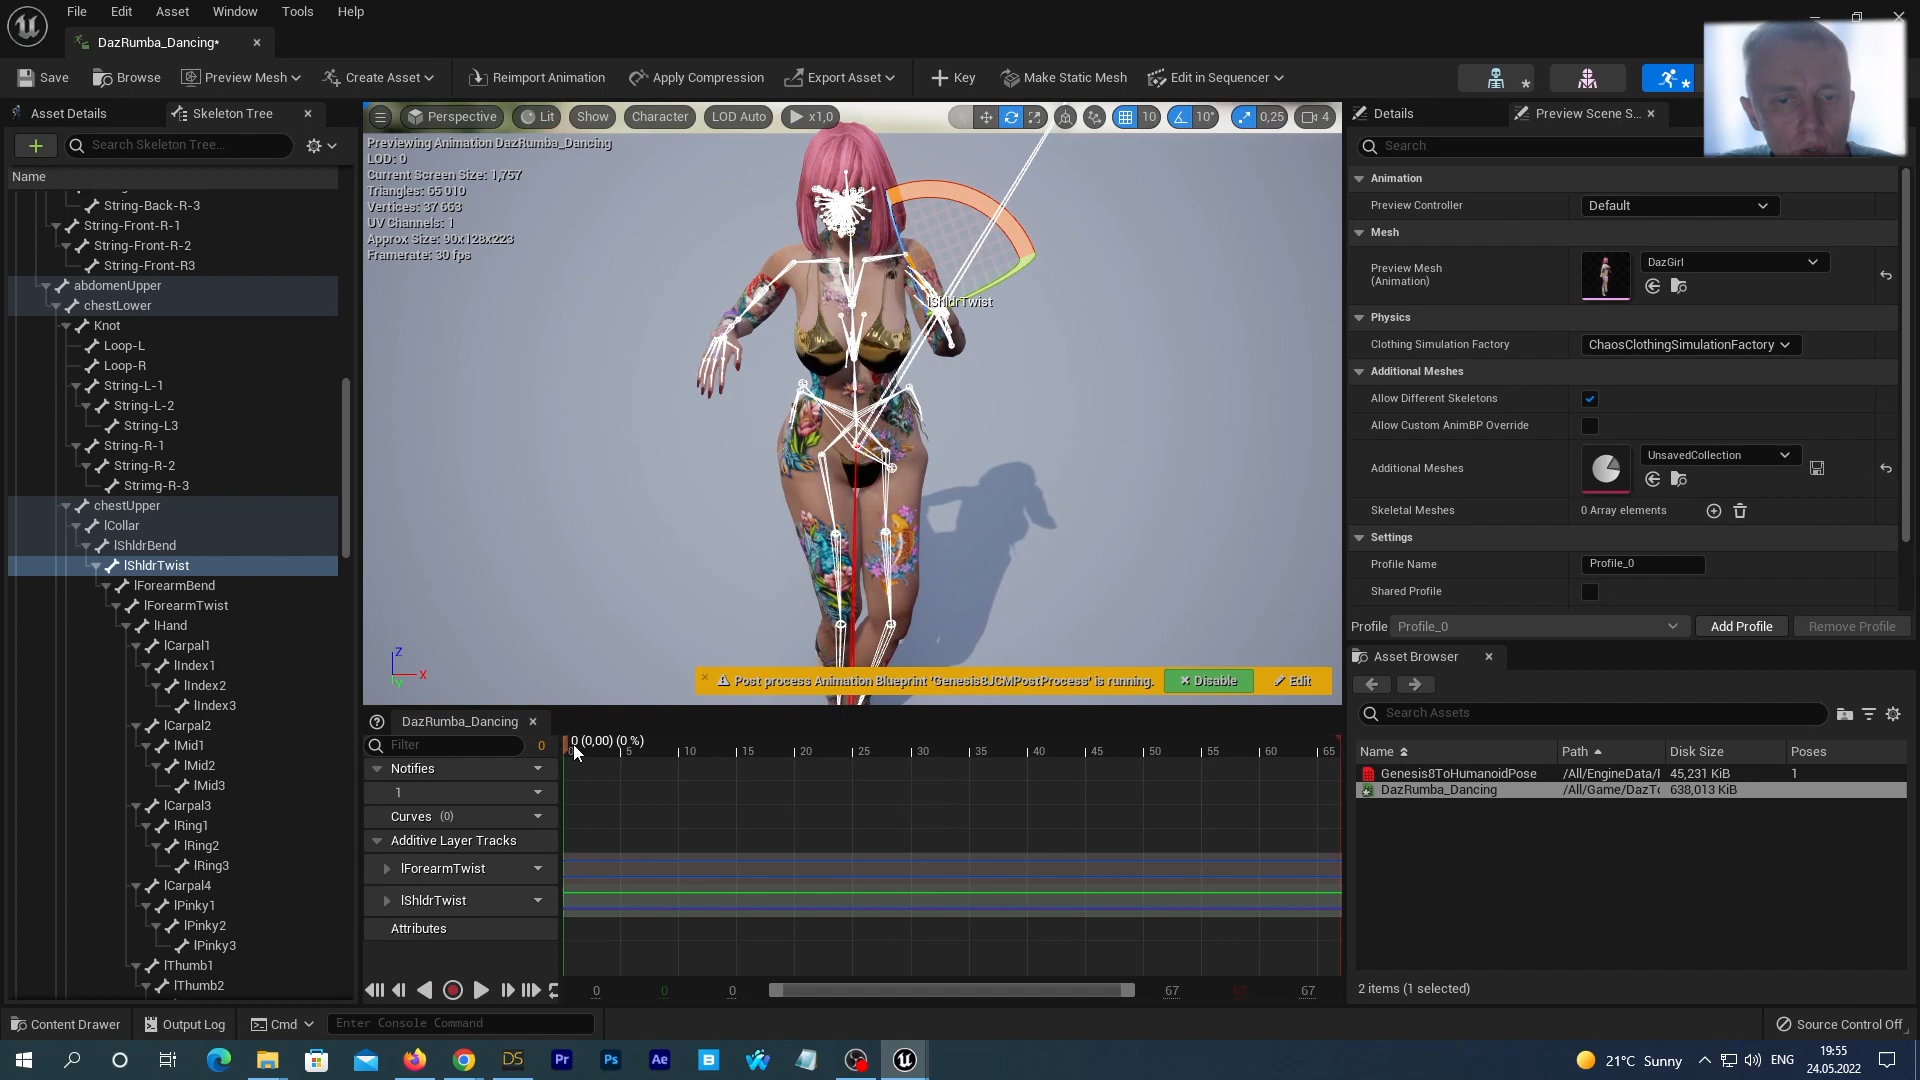 File Edit Asset Window Tools Help
DazRumba_Dancing*
Save Browse Preview Mesh Create Asset Reimport Animation Apply Compression Export Asset Key Make Static Mesh Edit in Sequencer
Asset Details Skeleton Tree
Search Skeleton Tree...
Name
String-Back-R-3
String-Front-R-1
String-Front-R-2
String-Front-R3
abdomenUpper
chestLower
Knot
Loop-L
Loop-R
String-L-1
String-L-2
String-L3
String-R-1
String-R-2
Strimg-R-3
chestUpper
lCollar
lShldrBend
lShldrTwist
lForearmBend
lForearmTwist
lHand
lCarpal1
lIndex1
lIndex2
lIndex3
lCarpal2
lMid1
lMid2
lMid3
lCarpal3
lRing1
lRing2
lRing3
lCarpal4
lPinky1
lPinky2
lPinky3
lThumb1
lThumb2
Perspective Lit Show Character LOD Auto x1,0 10 10° 0,25 4
Previewing Animation DazRumba_Dancing
LOD: 0
Current Screen Size: 1,757
Triangles: 65 010
Vertices: 37 663
UV Channels: 1
Approx Size: 90x128x223
Framerate: 30 fps
lShldrTwist
Z
X
Y
Post process Animation Blueprint 'Genesis8JCMPostProcess' is running. Disable Edit
DazRumba_Dancing
Filter 0
0 (0,00) (0 %)
5 10 15 20 25 30 35 40 45 50 55 60 65
Notifies
1
Curves (0)
Additive Layer Tracks
lForearmTwist
lShldrTwist
Attributes
0 0 0 67 67
Details Preview Scene S...
Search
Animation
Preview Controller Default
Mesh
Preview Mesh
(Animation)
DazGirl
Physics
Clothing Simulation Factory ChaosClothingSimulationFactory
Additional Meshes
Allow Different Skeletons
Allow Custom AnimBP Override
Additional Meshes UnsavedCollection
Skeletal Meshes 0 Array elements
Settings
Profile Name Profile_0
Shared Profile
Profile Profile_0 Add Profile Remove Profile
Asset Browser
Search Assets
Name Path Disk Size Poses
Genesis8ToHumanoidPose /All/EngineData/ 45,231 KiB 1
DazRumba_Dancing /All/Game/DazTo 638,013 KiB
2 items (1 selected)
Content Drawer Output Log Cmd Enter Console Command Source Control Off
DS Pr Ps Ae B
21°C Sunny ENG
19:55
24.05.2022